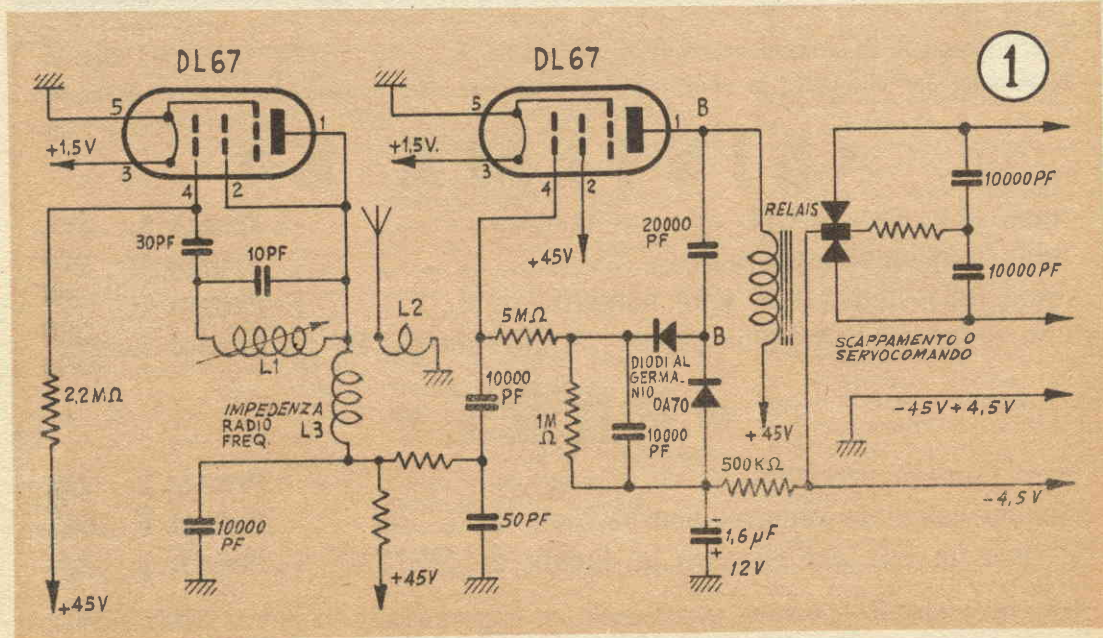 DL67
DL67
1
5
1
+1,5V
3
4
2
5
1
B
+1,5V.
3
4
2
30PF
10PF
L1
L2
2,2MΩ
IMPEDENZA
RADIO
FREQ.
L3
10000
PF
+45V
+45V
+45V
5MΩ
10000
PF
50PF
1M
Ω
10000
PF
20000
PF
B
DIODI AL
GERMA-
NIO
OA70
500KΩ
-
1,6µF
+
12V
RELAIS
+45V
10000PF
10000PF
SCAPPAMENTO O
SERVOCOMANDO
-45V+4,5V
-4,5V